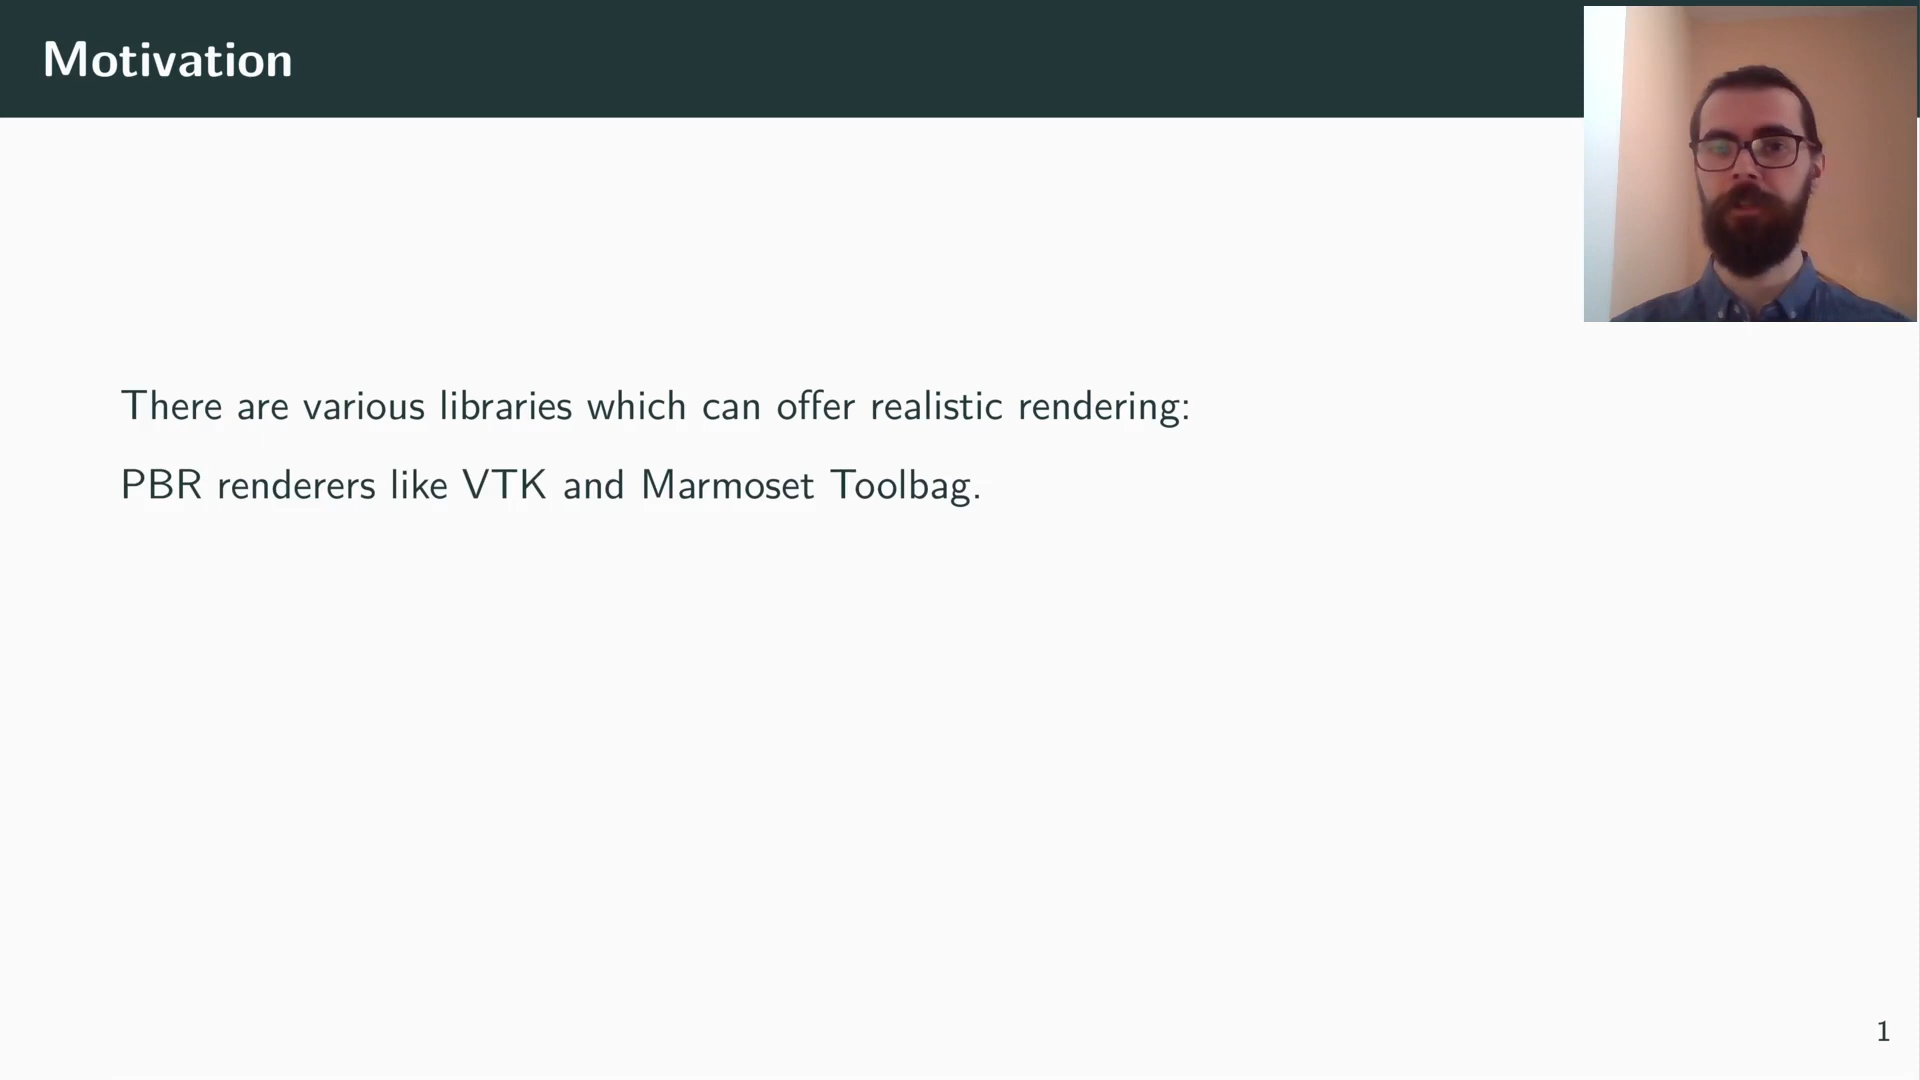 Motivation
There are various libraries which can offer realistic rendering:
PBR renderers like VTK and Marmoset Toolbag.
1